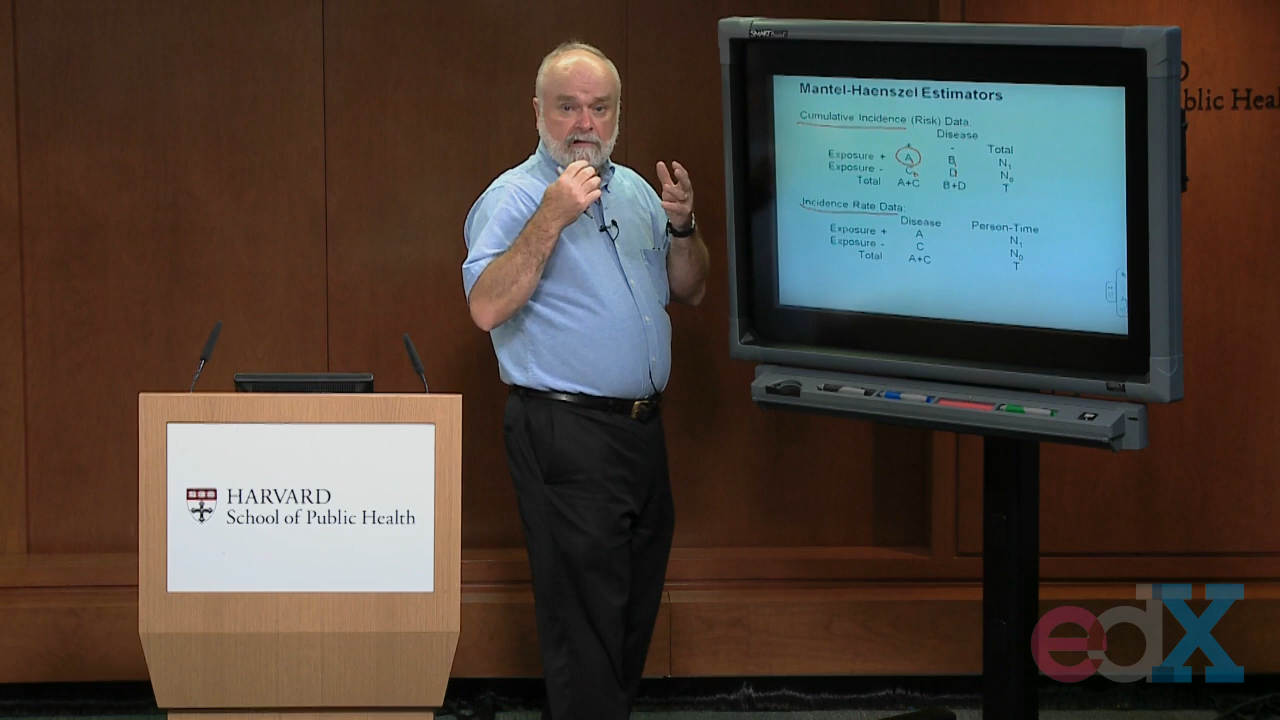 SMART
Mantel-Haenszel Estimators
Cumulative Incidence (Risk) Data:
Disease
+ - Total
Exposure + A B N₁
Exposure - C D N₀
Total A+C B+D T
Incidence Rate Data:
Disease Person-Time
Exposure + A N₁
Exposure - C N₀
Total A+C T
blic Heal
HARVARD
School of Public Health
edX